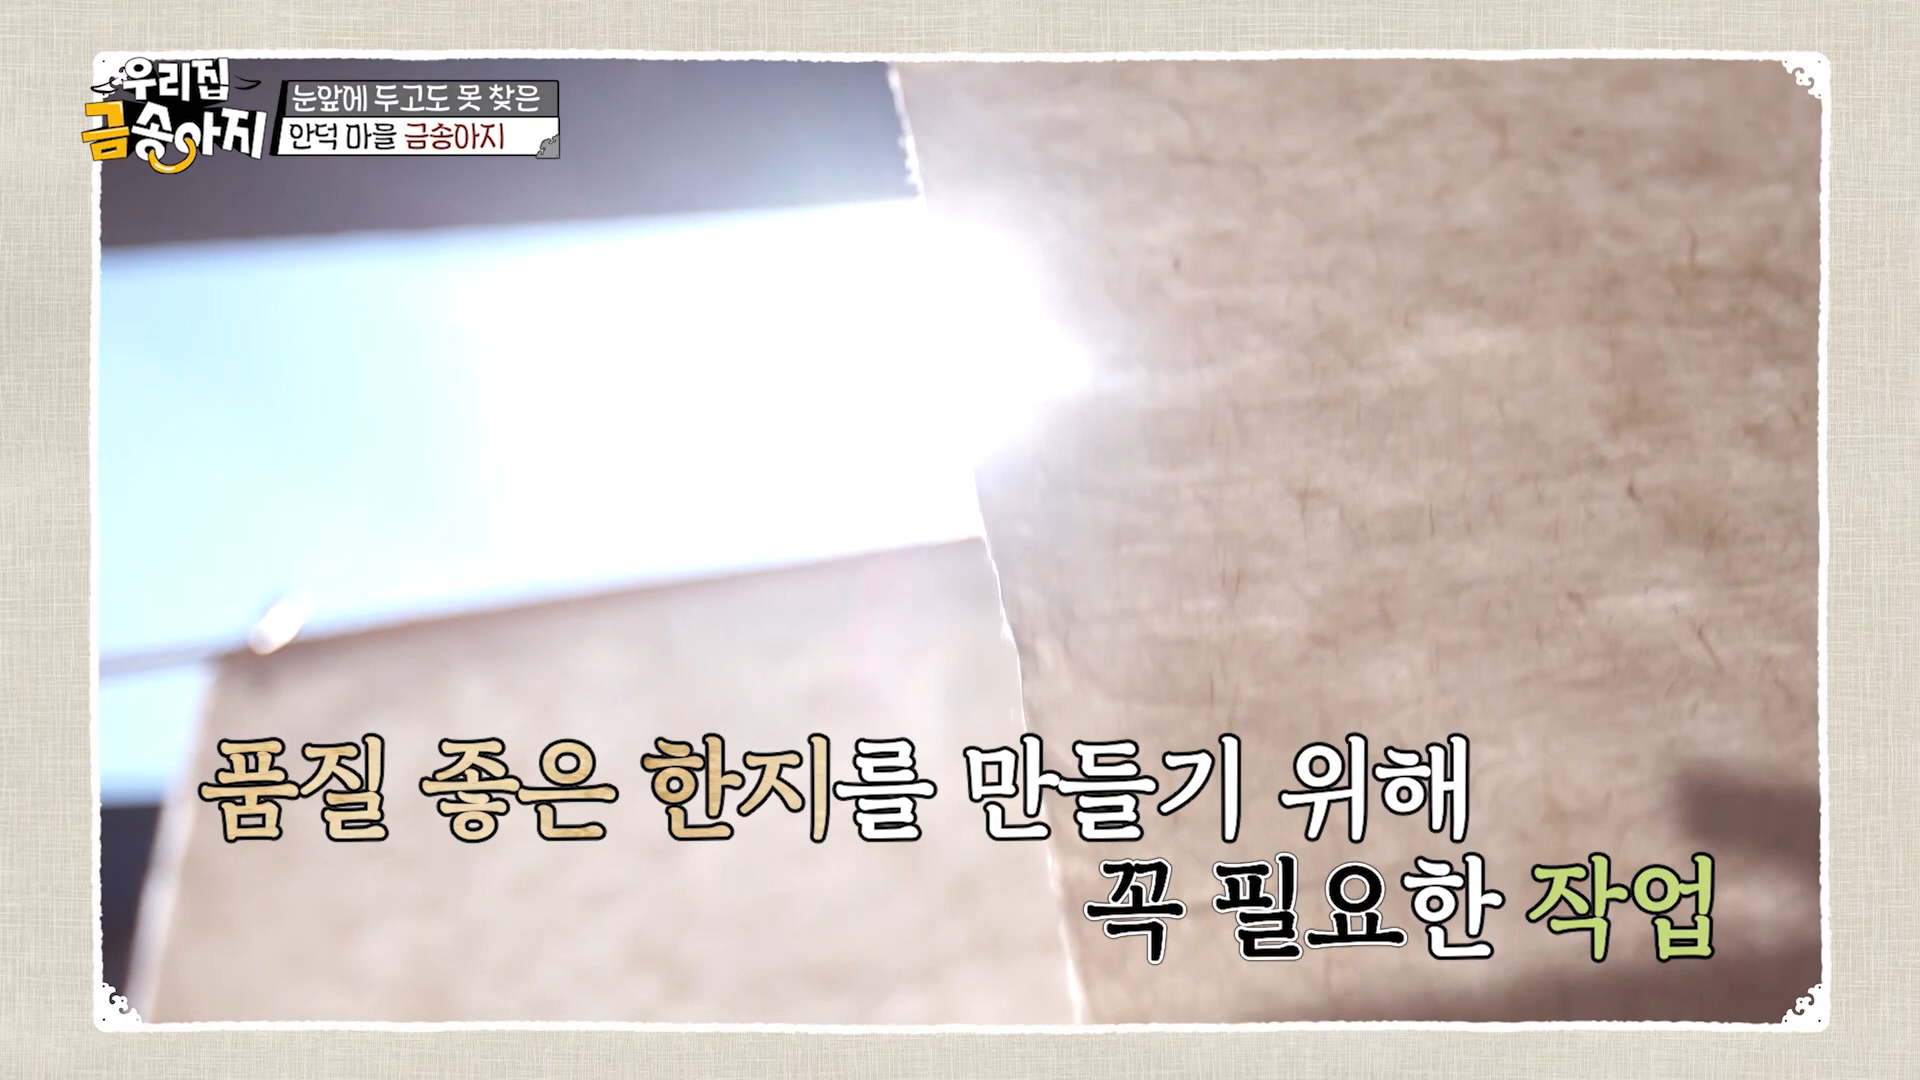 우리집
금송아지
눈앞에 두고도 못 찾은
안덕 마을 금송아지
품질 좋은 한지를 만들기 위해
꼭 필요한 작업